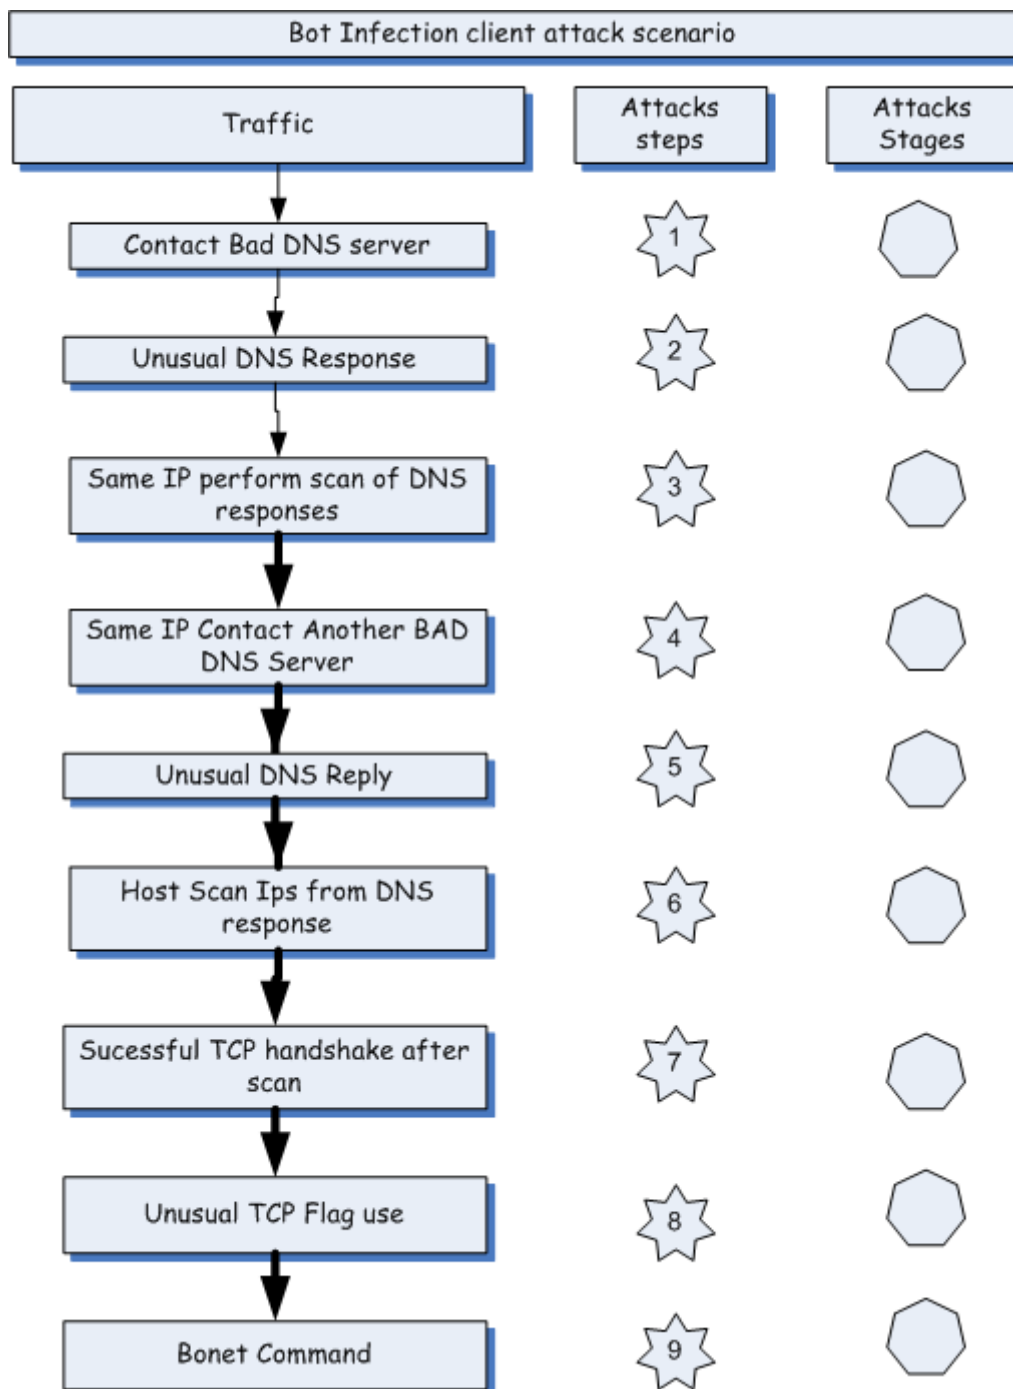 Bot Infection client attack scenario
Traffic
Attacks
steps
Attacks
Stages
Contact Bad DNS server
1
Unusual DNS Response
2
Same IP perform scan of DNS
responses
3
Same IP Contact Another BAD
DNS Server
4
Unusual DNS Reply
5
Host Scan Ips from DNS
response
6
Sucessful TCP handshake after
scan
7
Unusual TCP Flag use
8
Bonet Command
9